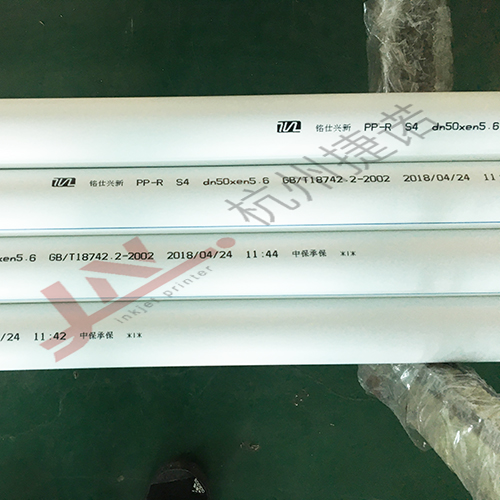 铭仕兴新 PP-R S4 dn50xen5.6
铭仕兴新 PP-R S4 dn50xen5.6 GB/T18742.2-2002 2018/04/24 11
xen5.6 GB/T18742.2-2002 2018/04/24 11:44 中保承保 *1*
/24 11:42 中保承保 *1*
杭州捷诺
inkjet printer